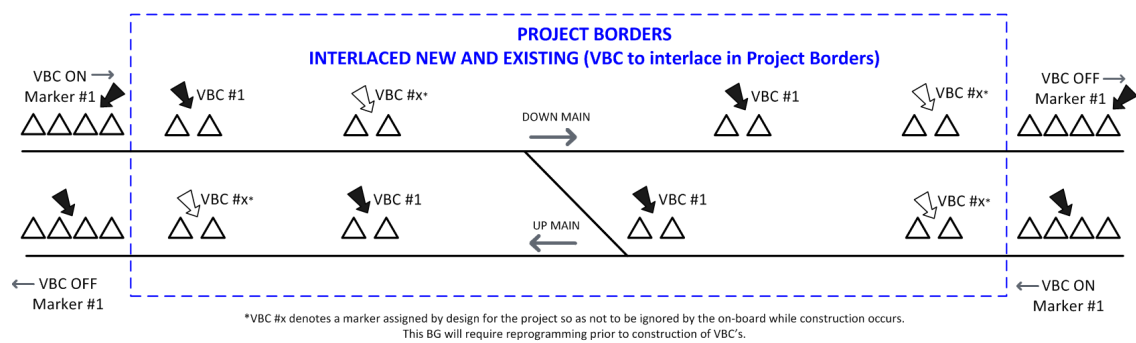 PROJECT BORDERS
INTERLACED NEW AND EXISTING (VBC to interlace in Project Borders)
VBC ON
Marker #1
VBC #1
VBC #x*
DOWN MAIN
VBC #1
VBC #x*
VBC OFF
Marker #1
VBC #x*
VBC #1
UP MAIN
VBC #1
VBC #x*
VBC OFF
Marker #1
VBC ON
Marker #1
*VBC #x denotes a marker assigned by design for the project so as not to be ignored by the on-board while construction occurs.
This BG will require reprogramming prior to construction of VBC's.